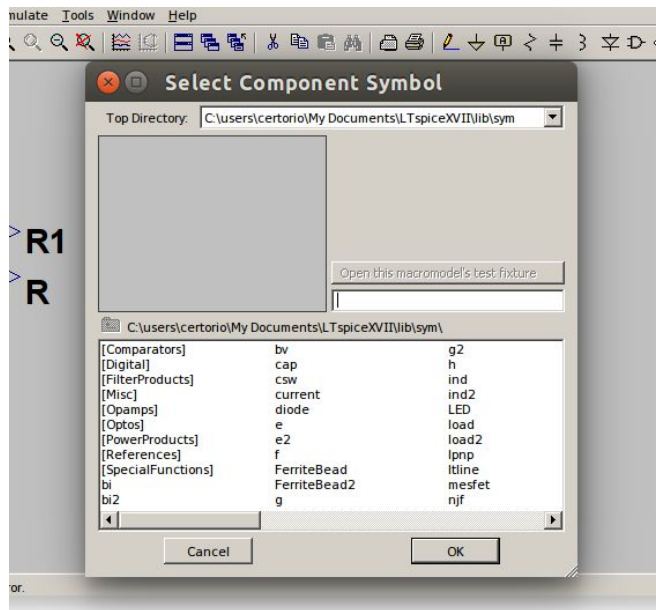 mulate Tools Window Help
Select Component Symbol
Top Directory: C:\users\certorio\My Documents\LTspiceXVII\lib\sym
R1
R
Open this macromodel's test fixture
C:\users\certorio\My Documents\LTspiceXVII\lib\sym\
[Comparators] bv g2
[Digital] cap h
[FilterProducts] csw ind
[Misc] current ind2
[Opamps] diode LED
[Optos] e load
[PowerProducts] e2 load2
[References] f lpnp
[SpecialFunctions] FerriteBead ltline
bi FerriteBead2 mesfet
bi2 g njf
Cancel OK
ror.